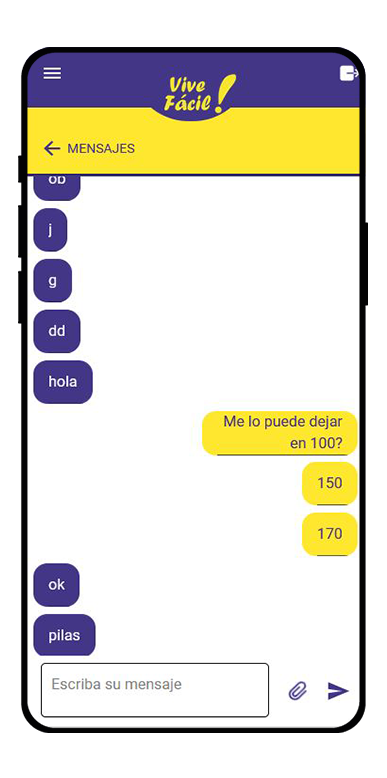 Vive
Fácil!
MENSAJES
ob
j
g
dd
hola
Me lo puede dejar
en 100?
150
170
ok
pilas
Escriba su mensaje